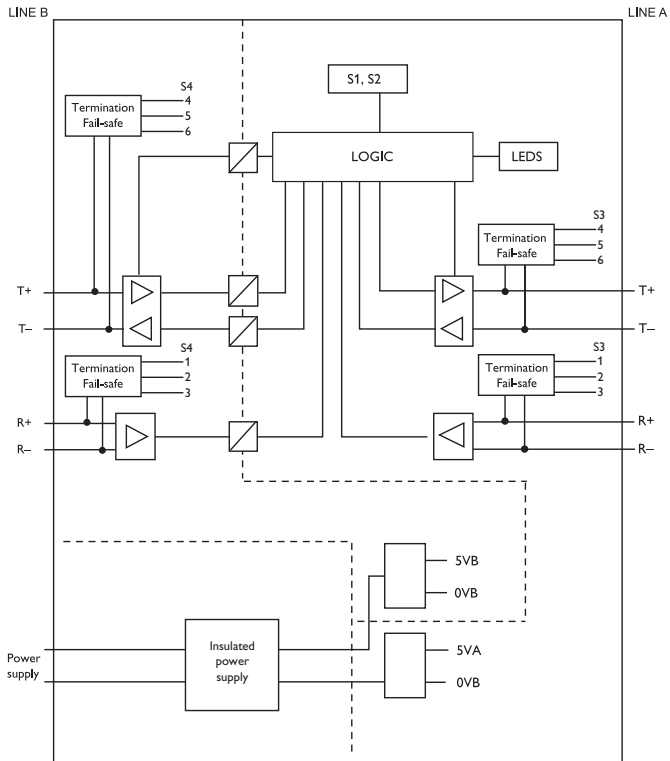 LINE B
LINE A
S1, S2
S4
4
5
6
Termination
Fail-safe
LOGIC
LEDS
S3
4
5
6
Termination
Fail-safe
T+
T+
T–
T–
S4
1
2
3
Termination
Fail-safe
S3
1
2
3
Termination
Fail-safe
R+
R+
R–
R–
5VB
0VB
Insulated
power
supply
Power
supply
5VA
0VB